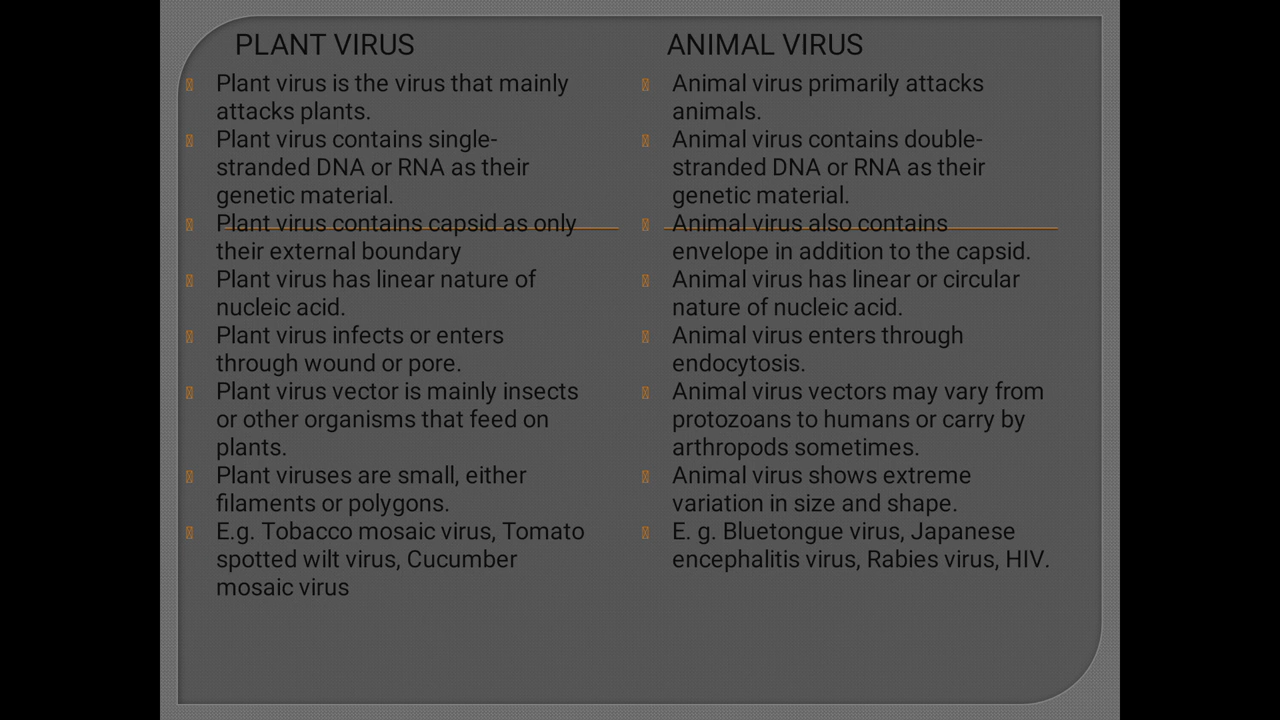 PLANT VIRUS
Plant virus is the virus that mainly
attacks plants.
Plant virus contains single-
stranded DNA or RNA as their
genetic material.
Plant virus contains capsid as only
their external boundary
Plant virus has linear nature of
nucleic acid.
Plant virus infects or enters
through wound or pore.
Plant virus vector is mainly insects
or other organisms that feed on
plants.
Plant viruses are small, either
filaments or polygons.
E.g. Tobacco mosaic virus, Tomato
spotted wilt virus, Cucumber
mosaic virus
ANIMAL VIRUS
Animal virus primarily attacks
animals.
Animal virus contains double-
stranded DNA or RNA as their
genetic material.
Animal virus also contains
envelope in addition to the capsid.
Animal virus has linear or circular
nature of nucleic acid.
Animal virus enters through
endocytosis.
Animal virus vectors may vary from
protozoans to humans or carry by
arthropods sometimes.
Animal virus shows extreme
variation in size and shape.
E. g. Bluetongue virus, Japanese
encephalitis virus, Rabies virus, HIV.